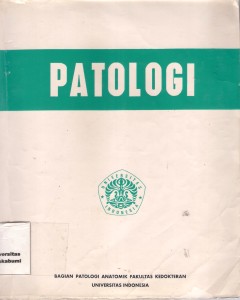 PATOLOGI
UNIVERSITAS
INDONESIA
BAGIAN PATOLOGI ANATOMIK FAKULTAS KEDOKTERAN
UNIVERSITAS INDONESIA